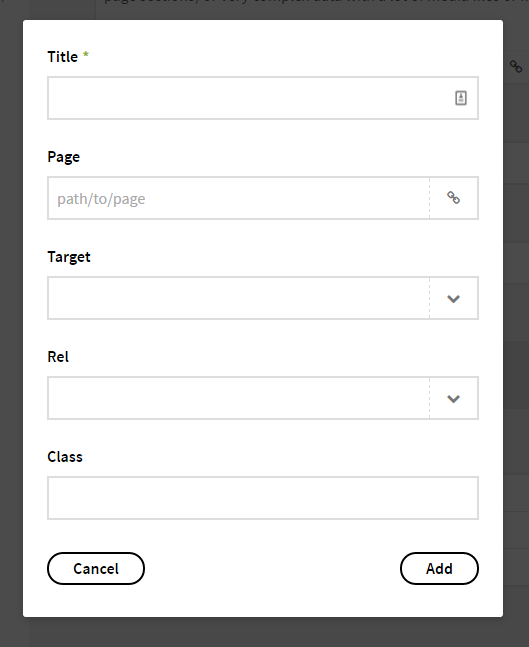 Title *
Page
path/to/page
Target
Rel
Class
Cancel
Add